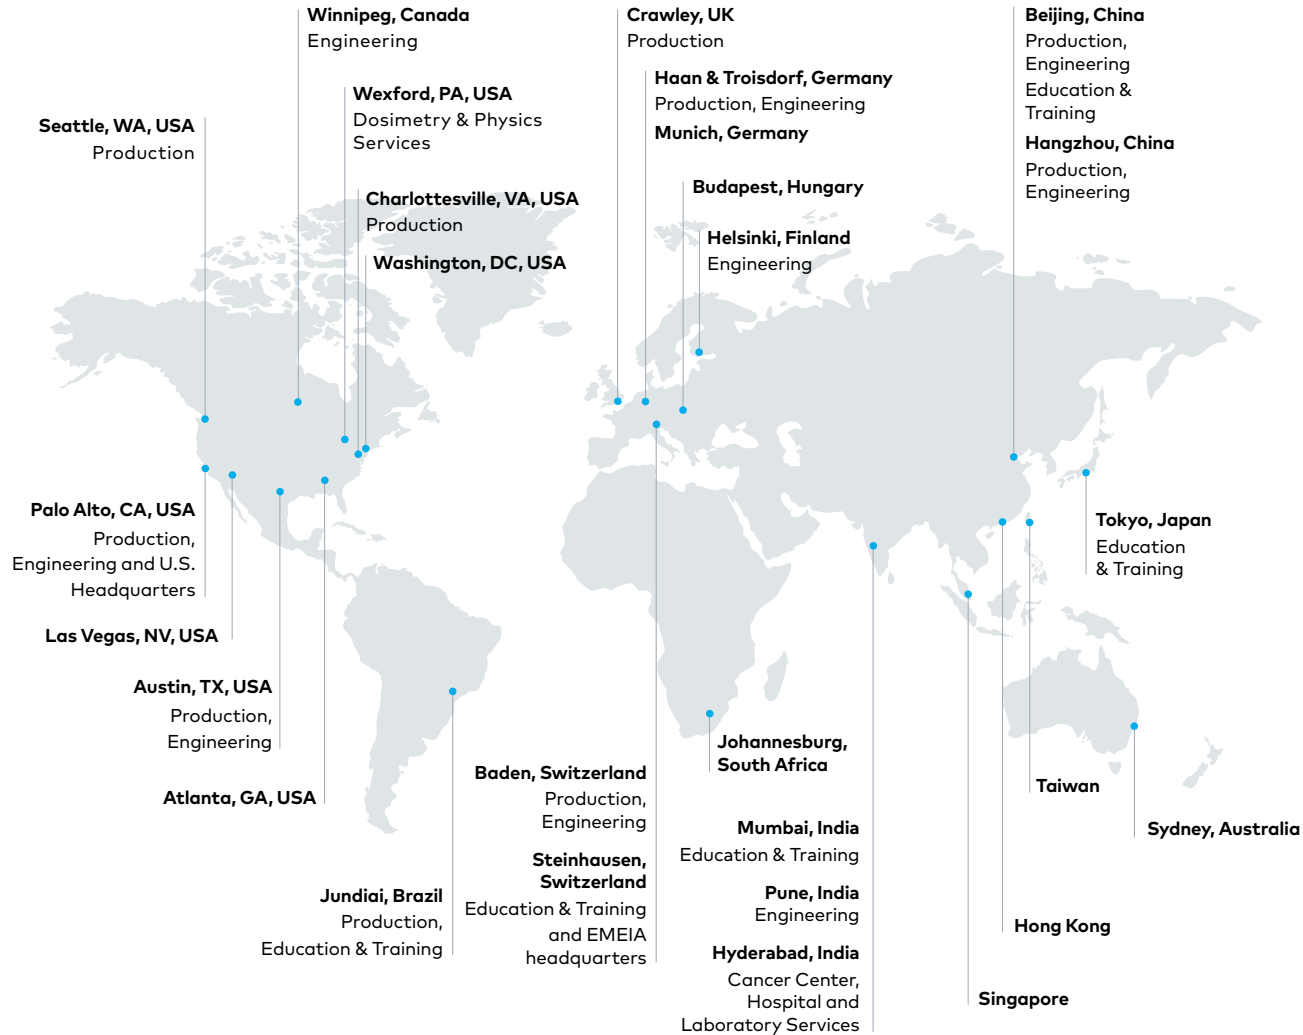 Winnipeg, Canada
Engineering
Crawley, UK
Production
Beijing, China
Production,
Engineering
Education &
Training
Hangzhou, China
Production,
Engineering
Haan & Troisdorf, Germany
Production, Engineering
Munich, Germany
Wexford, PA, USA
Dosimetry & Physics
Services
Seattle, WA, USA
Production
Budapest, Hungary
Charlottesville, VA, USA
Production
Helsinki, Finland
Engineering
Washington, DC, USA
Palo Alto, CA, USA
Production,
Engineering and U.S.
Headquarters
Las Vegas, NV, USA
Austin, TX, USA
Production,
Engineering
Atlanta, GA, USA
Jundiai, Brazil
Production,
Education & Training
Baden, Switzerland
Production,
Engineering
Steinhausen,
Switzerland
Education & Training
and EMEIA
headquarters
Johannesburg,
South Africa
Mumbai, India
Education & Training
Pune, India
Engineering
Hyderabad, India
Cancer Center,
Hospital and
Laboratory Services
Tokyo, Japan
Education
& Training
Taiwan
Sydney, Australia
Hong Kong
Singapore